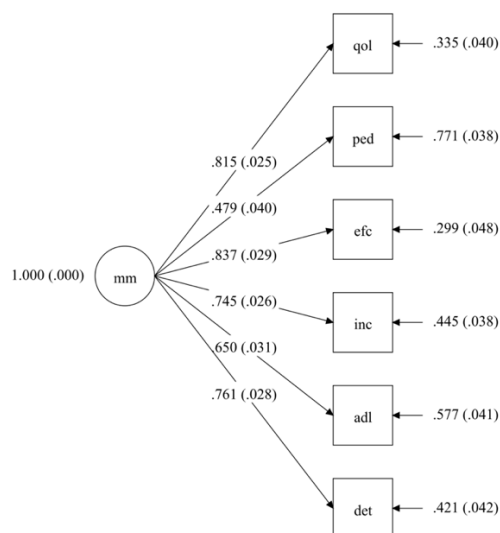 qol
.335 (.040)
ped
.771 (.038)
.815 (.025)
.479 (.040)
efc
.299 (.048)
.837 (.029)
1.000 (.000)
mm
.745 (.026)
inc
.445 (.038)
.650 (.031)
.761 (.028)
adl
.577 (.041)
det
.421 (.042)